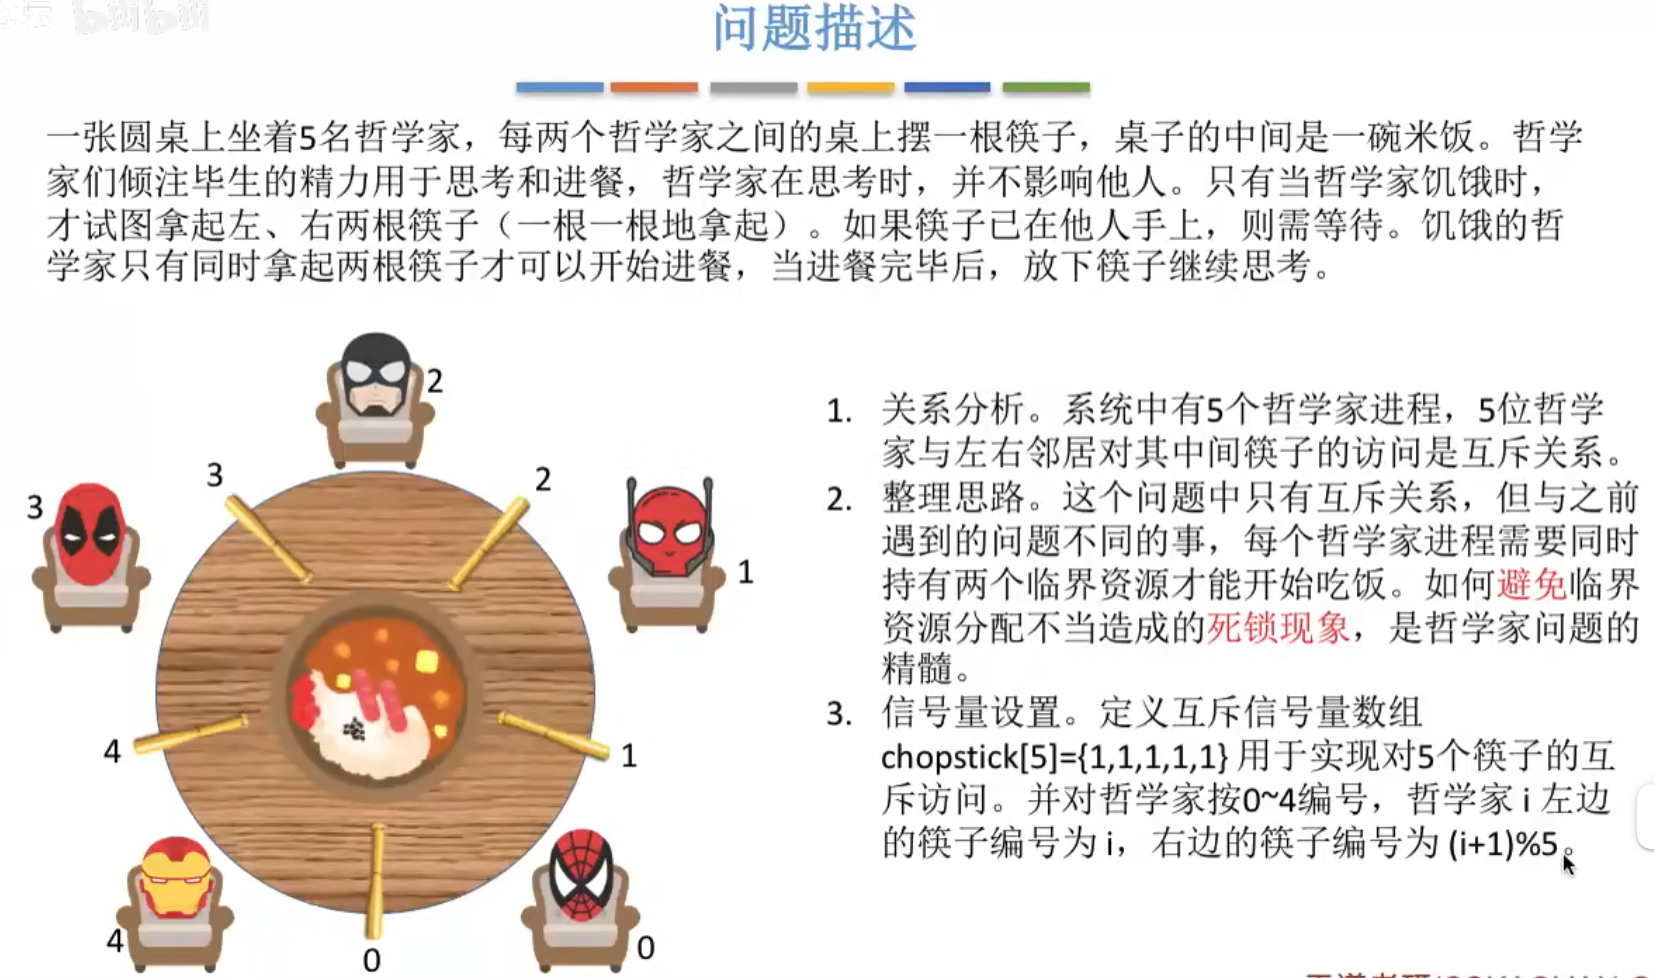 bilibili
问题描述
一张圆桌上坐着5名哲学家，每两个哲学家之间的桌上摆一根筷子，桌子的中间是一碗米饭。哲学
家们倾注毕生的精力用于思考和进餐，哲学家在思考时，并不影响他人。只有当哲学家饥饿时，
才试图拿起左、右两根筷子（一根一根地拿起）。如果筷子已在他人手上，则需等待。饥饿的哲
学家只有同时拿起两根筷子才可以开始进餐，当进餐完毕后，放下筷子继续思考。
2
3
2
3
1
4
1
4
0
0
1. 关系分析。系统中有5个哲学家进程，5位哲学
家与左右邻居对其中间筷子的访问是互斥关系。
2. 整理思路。这个问题中只有互斥关系，但与之前
遇到的问题不同的事，每个哲学家进程需要同时
持有两个临界资源才能开始吃饭。如何避免临界
资源分配不当造成的死锁现象，是哲学家问题的
精髓。
3. 信号量设置。定义互斥信号量数组
chopstick[5]={1,1,1,1,1} 用于实现对5个筷子的互
斥访问。并对哲学家按0~4编号，哲学家 i 左边
的筷子编号为 i，右边的筷子编号为 (i+1)%5。